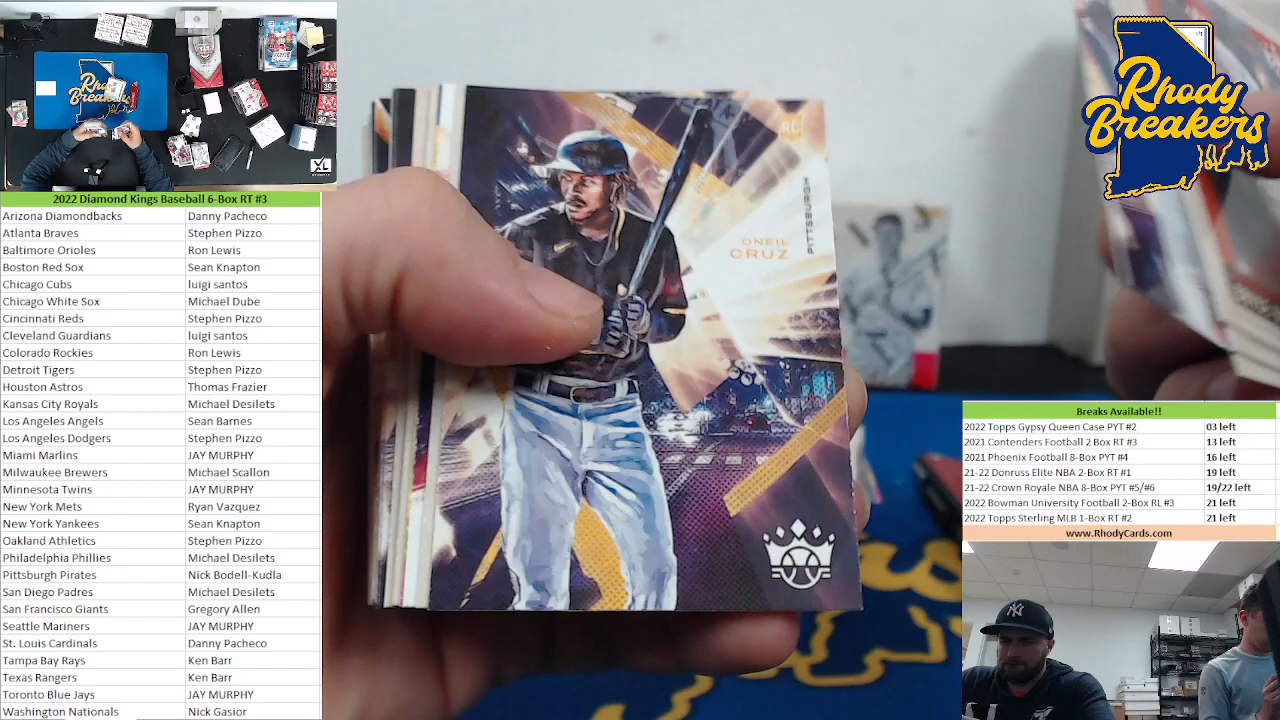 2022 Diamond Kings Baseball 6-Box RT #3
Arizona Diamondbacks Danny Pacheco
Atlanta Braves Stephen Pizzo
Baltimore Orioles Ron Lewis
Boston Red Sox Sean Knapton
Chicago Cubs luigi santos
Chicago White Sox Michael Dube
Cincinnati Reds Stephen Pizzo
Cleveland Guardians luigi santos
Colorado Rockies Ron Lewis
Detroit Tigers Stephen Pizzo
Houston Astros Thomas Frazier
Kansas City Royals Michael Desilets
Los Angeles Angels Sean Barnes
Los Angeles Dodgers Stephen Pizzo
Miami Marlins JAY MURPHY
Milwaukee Brewers Michael Scallon
Minnesota Twins JAY MURPHY
New York Mets Ryan Vazquez
New York Yankees Sean Knapton
Oakland Athletics Stephen Pizzo
Philadelphia Phillies Michael Desilets
Pittsburgh Pirates Nick Bodell-Kudla
San Diego Padres Michael Desilets
San Francisco Giants Gregory Allen
Seattle Mariners JAY MURPHY
St. Louis Cardinals Danny Pacheco
Tampa Bay Rays Ken Barr
Texas Rangers Ken Barr
Toronto Blue Jays JAY MURPHY
Washington Nationals Nick Gasior
RC
ONEIL
CRUZ
PITTSBURGH
Rhody
Breakers
Breaks Available!!
2022 Topps Gypsy Queen Case PYT #2 03 left
2021 Contenders Football 2 Box RT #3 13 left
2021 Phoenix Football 8-Box PYT #4 16 left
21-22 Donruss Elite NBA 2-Box RT #1 19 left
21-22 Crown Royale NBA 8-Box PYT #5/#6 19/22 left
2022 Bowman University Football 2-Box RL #3 21 left
2022 Topps Sterling MLB 1-Box RT #2 21 left
www.RhodyCards.com
Rhody
Breakers
XL